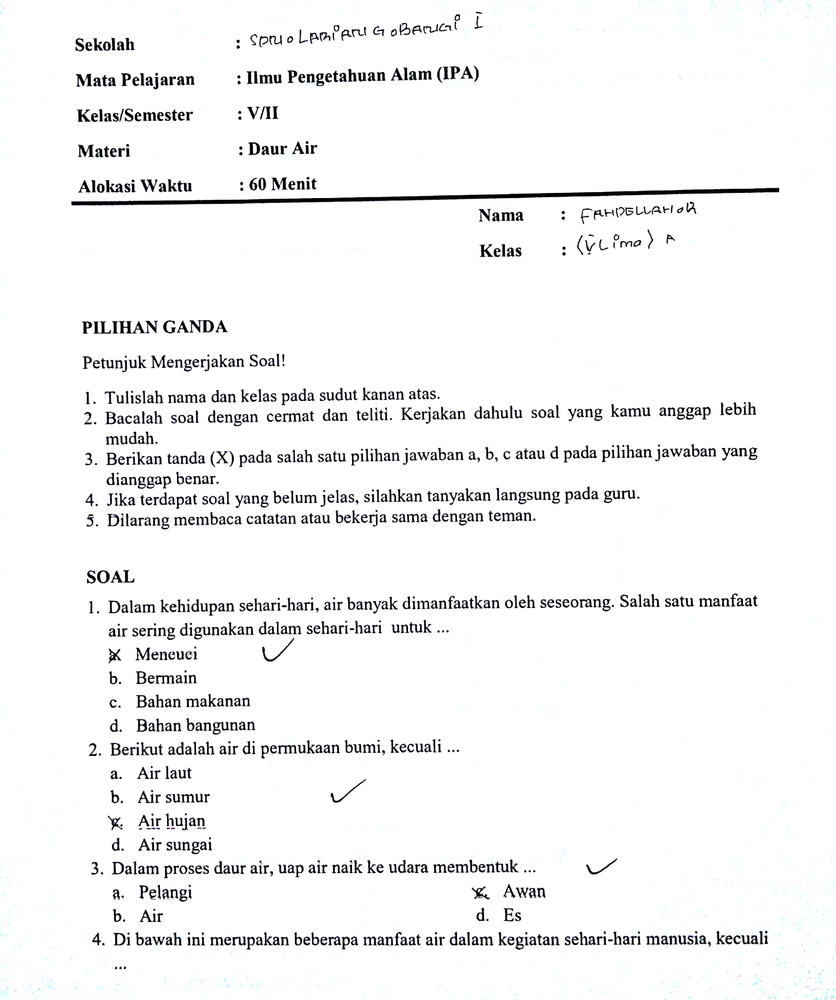 Sekolah :
Mata Pelajaran : Ilmu Pengetahuan Alam (IPA)
Kelas/Semester : V/II
Materi : Daur Air
Alokasi Waktu : 60 Menit
Nama :
Kelas : (V Lima) A
PILIHAN GANDA
Petunjuk Mengerjakan Soal!
1. Tulislah nama dan kelas pada sudut kanan atas.
2. Bacalah soal dengan cermat dan teliti. Kerjakan dahulu soal yang kamu anggap lebih
mudah.
3. Berikan tanda (X) pada salah satu pilihan jawaban a, b, c atau d pada pilihan jawaban yang
dianggap benar.
4. Jika terdapat soal yang belum jelas, silahkan tanyakan langsung pada guru.
5. Dilarang membaca catatan atau bekerja sama dengan teman.
SOAL
1. Dalam kehidupan sehari-hari, air banyak dimanfaatkan oleh seseorang. Salah satu manfaat
air sering digunakan dalam sehari-hari untuk ...
a. Mencuci
b. Bermain
c. Bahan makanan
d. Bahan bangunan
2. Berikut adalah air di permukaan bumi, kecuali ...
a. Air laut
b. Air sumur
c. Air hujan
d. Air sungai
3. Dalam proses daur air, uap air naik ke udara membentuk ...
a. Pelangi c. Awan
b. Air d. Es
4. Di bawah ini merupakan beberapa manfaat air dalam kegiatan sehari-hari manusia, kecuali
...